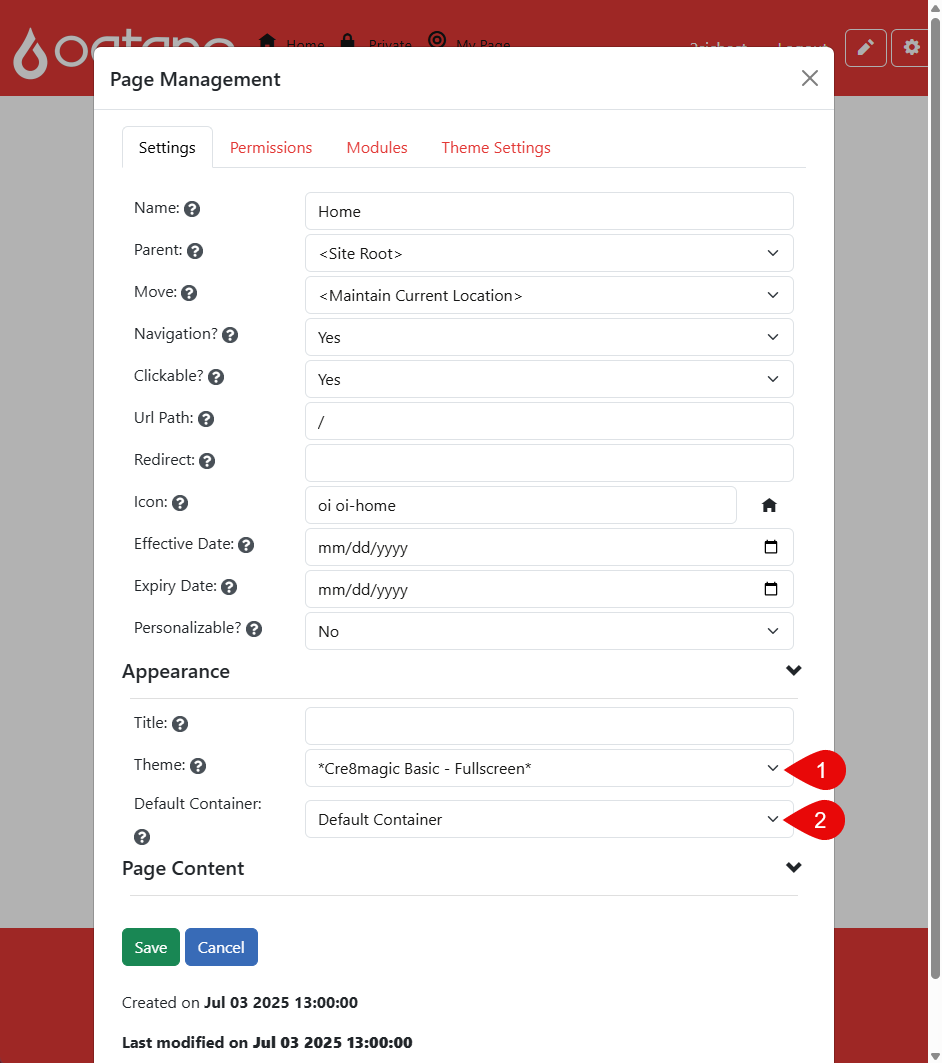 Home Private My Page Logout
Page Management
Settings Permissions Modules Theme Settings
Name: Home
Parent: <Site Root>
Move: <Maintain Current Location>
Navigation? Yes
Clickable? Yes
Url Path: /
Redirect:
Icon: oi oi-home
Effective Date: mm/dd/yyyy
Expiry Date: mm/dd/yyyy
Personalizable? No
Appearance
Title:
Theme: *Cre8magic Basic - Fullscreen* 1
Default Container: Default Container 2
Page Content
Save Cancel
Created on Jul 03 2025 13:00:00
Last modified on Jul 03 2025 13:00:00